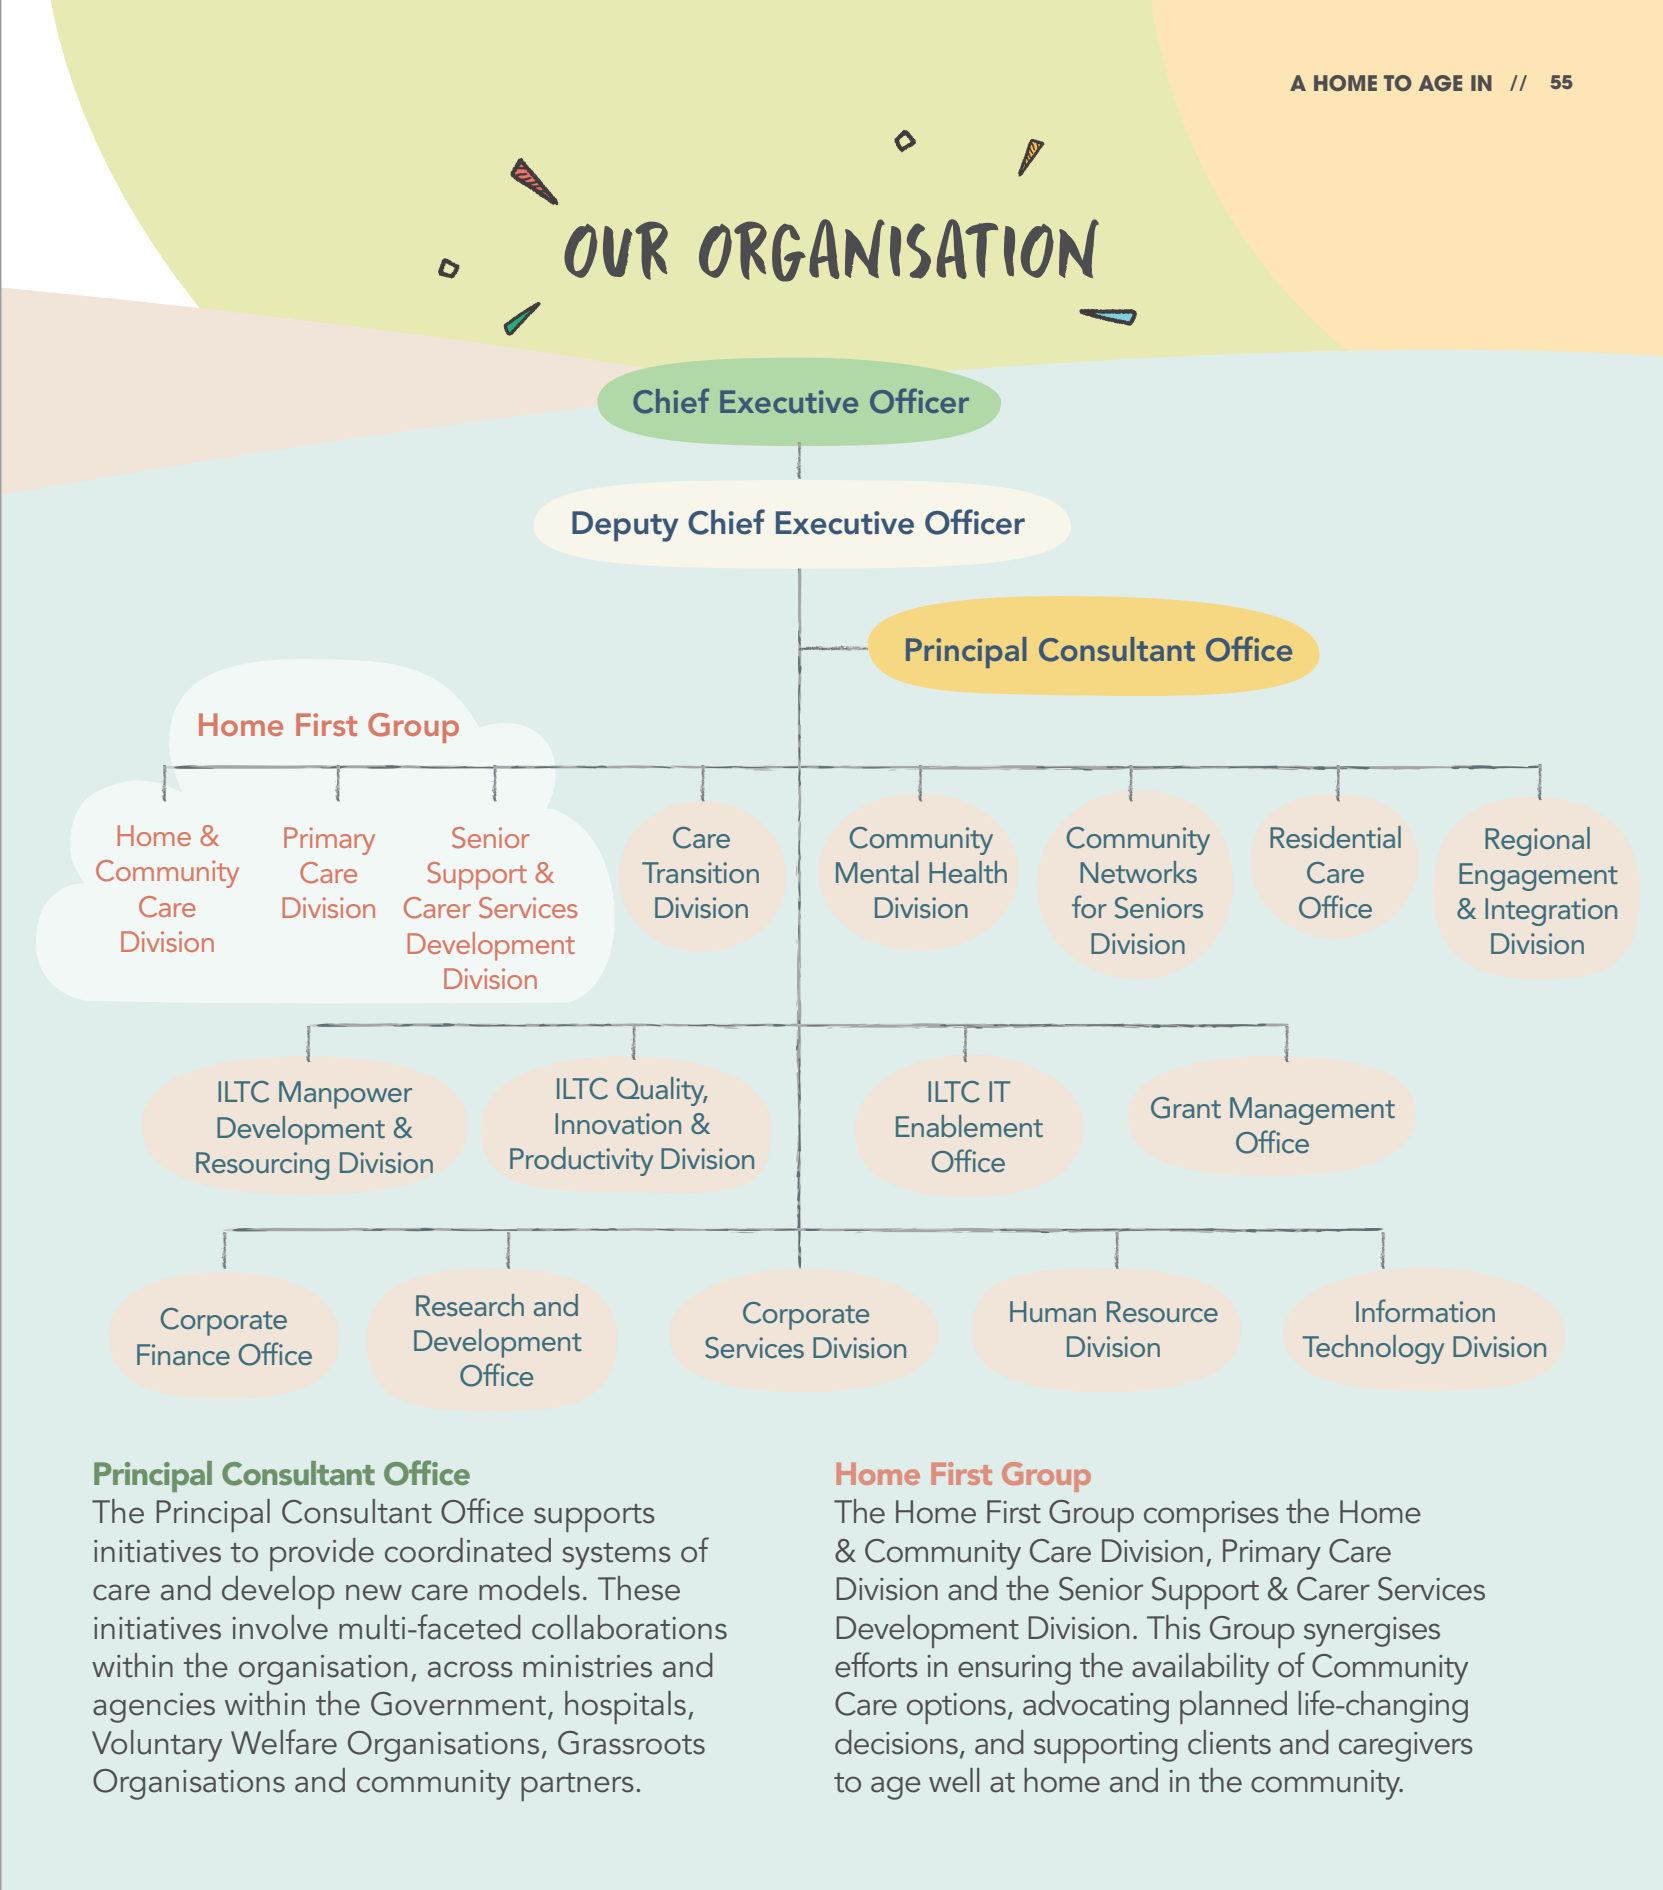 A HOME TO AGE IN // 55
OUR ORGANISATION
Chief Executive Officer
Deputy Chief Executive Officer
Principal Consultant Office
Home First Group
Home &
Community
Care
Division
Primary
Care
Division
Senior
Support &
Carer Services
Development
Division
Care
Transition
Division
Community
Mental Health
Division
Community
Networks
for Seniors
Division
Residential
Care
Office
Regional
Engagement
& Integration
Division
ILTC Manpower
Development &
Resourcing Division
ILTC Quality,
Innovation &
Productivity Division
ILTC IT
Enablement
Office
Grant Management
Office
Corporate
Finance Office
Research and
Development
Office
Corporate
Services Division
Human Resource
Division
Information
Technology Division
Principal Consultant Office
The Principal Consultant Office supports
initiatives to provide coordinated systems of
care and develop new care models. These
initiatives involve multi-faceted collaborations
within the organisation, across ministries and
agencies within the Government, hospitals,
Voluntary Welfare Organisations, Grassroots
Organisations and community partners.
Home First Group
The Home First Group comprises the Home
& Community Care Division, Primary Care
Division and the Senior Support & Carer Services
Development Division. This Group synergises
efforts in ensuring the availability of Community
Care options, advocating planned life-changing
decisions, and supporting clients and caregivers
to age well at home and in the community.